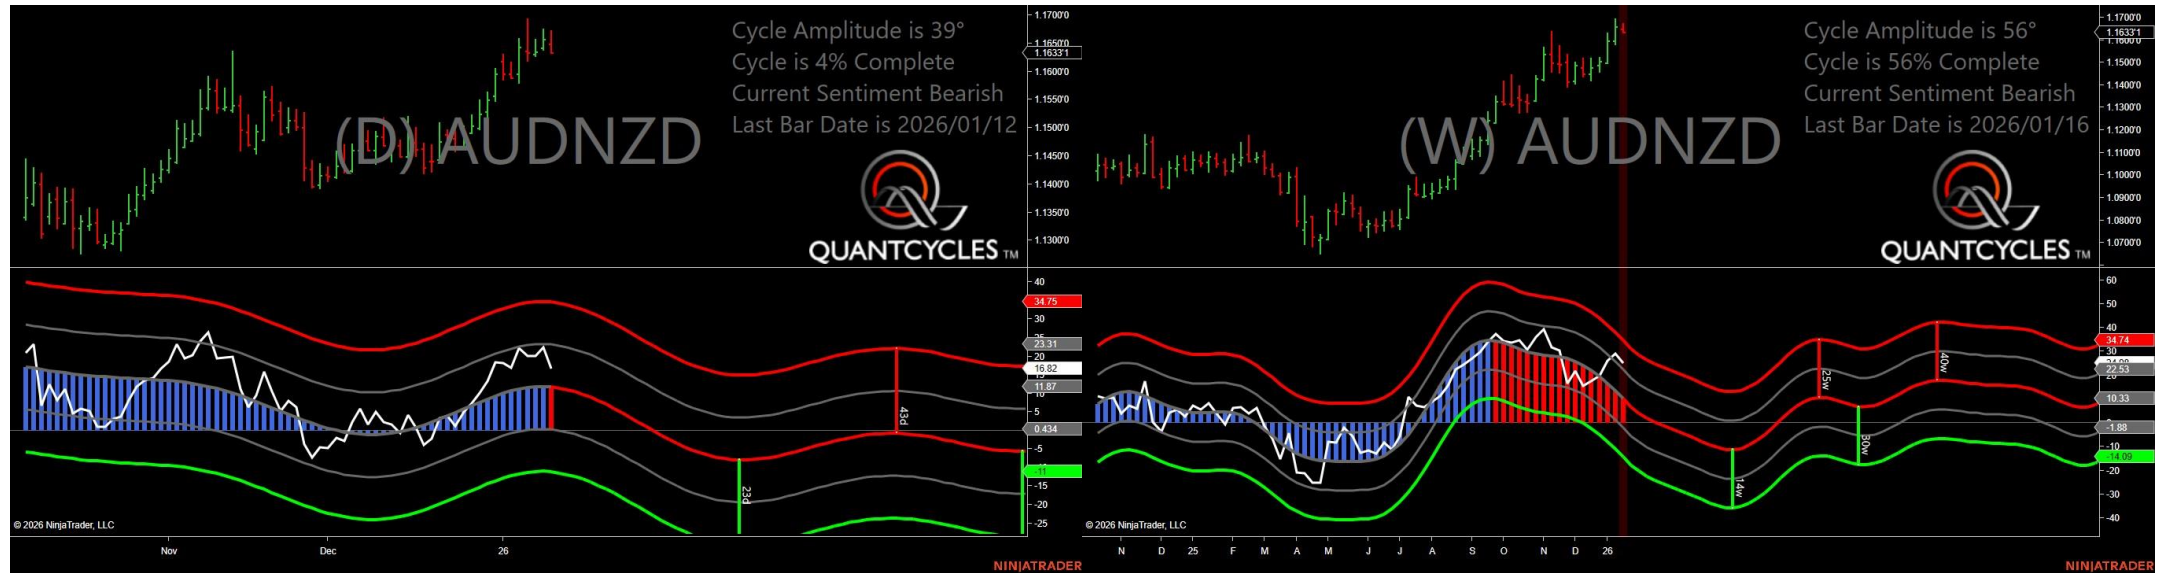 Cycle Amplitude is 39°
Cycle is 4% Complete
Current Sentiment Bearish
Last Bar Date is 2026/01/12
(D) AUDNZD
QUANTCYCLES TM
1.1700'0
1.1650'0
1.1633'1
1.1600'0
1.1550'0
1.1500'0
1.1450'0
1.1400'0
1.1350'0
1.1300'0
40
34.75
30
25
23.31
20
16.82
11.87
10
5
0.434
-5
-11
-15
-20
-25
43d
23d
© 2026 NinjaTrader, LLC
Nov Dec 26
NINJATRADER
Cycle Amplitude is 56°
Cycle is 56% Complete
Current Sentiment Bearish
Last Bar Date is 2026/01/16
(W) AUDNZD
QUANTCYCLES TM
1.1700'0
1.1633'1
1.1600'0
1.1500'0
1.1400'0
1.1300'0
1.1200'0
1.1100'0
1.1000'0
1.0900'0
1.0800'0
1.0700'0
60
50
40
34.74
30
22.53
10.33
0
-1.88
-10
-14.09
-20
-30
-40
25w
40w
30w
14w
© 2026 NinjaTrader, LLC
N D 25 F M A M J J A S O N D 26
NINJATRADER